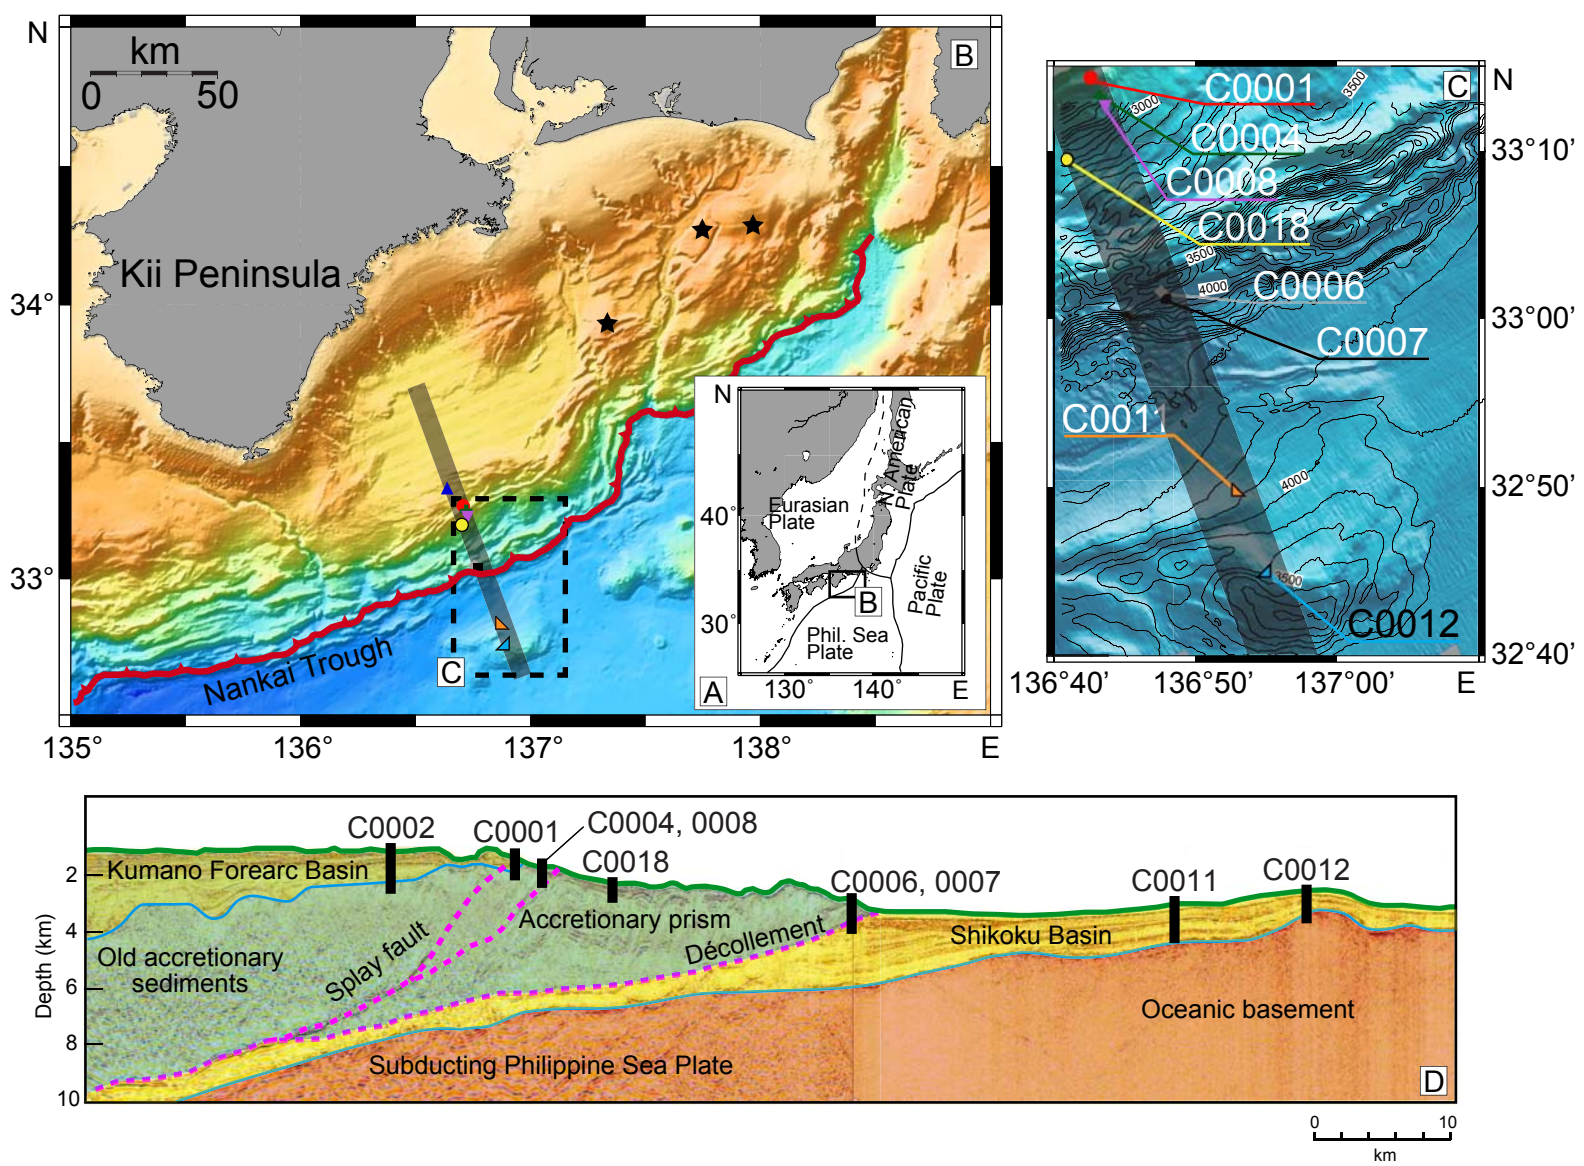 N
km
0 50
B
Kii Peninsula
34°
33°
Nankai Trough
C
135° 136° 137° 138° E
N
N. American
Plate
Eurasian
Plate
40°
Pacific
Plate
B
30°
Phil. Sea
Plate
A
130° 140° E
N
C
C0001
3000
3500
C0004
33°10'
C0008
C0018
3500
4000
C0006
33°00'
C0007
C0011
4000
32°50'
3500
C0012
32°40'
136°40' 136°50' 137°00' E
C0002
C0001
C0004, 0008
C0018
C0006, 0007
C0011
C0012
Kumano Forearc Basin
2
4
6
8
10
Depth (km)
Old accretionary
sediments
Splay fault
Accretionary prism
Décollement
Shikoku Basin
Oceanic basement
Subducting Philippine Sea Plate
D
0 10
km